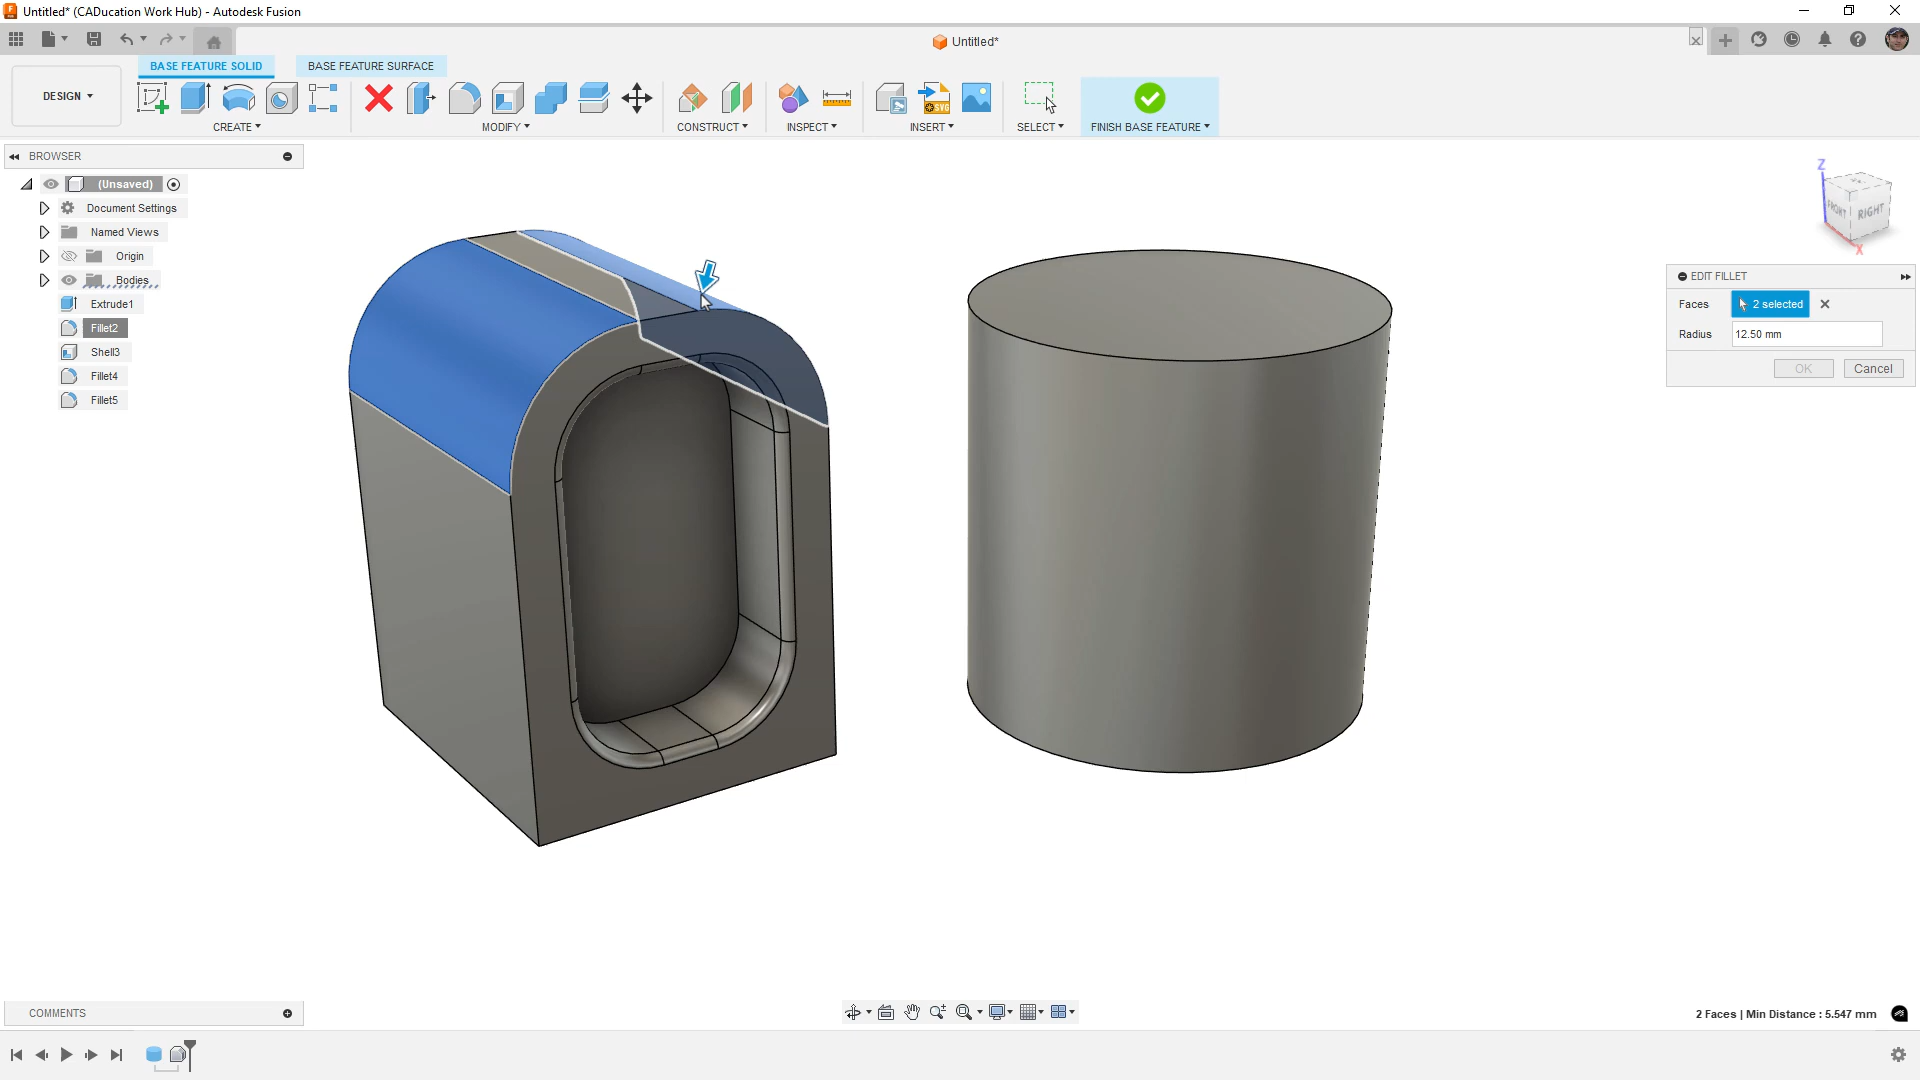 Untitled* (CADucation Work Hub) - Autodesk Fusion
Untitled*
BASE FEATURE SOLID
BASE FEATURE SURFACE
DESIGN
CREATE
MODIFY
CONSTRUCT
INSPECT
INSERT
SELECT
FINISH BASE FEATURE
BROWSER
(Unsaved)
Document Settings
Named Views
Origin
Bodies
Extrude1
Fillet2
Shell3
Fillet4
Fillet5
Z
FRONT
RIGHT
X
EDIT FILLET
Faces
2 selected
Radius
12.50 mm
OK
Cancel
COMMENTS
2 Faces | Min Distance : 5.547 mm